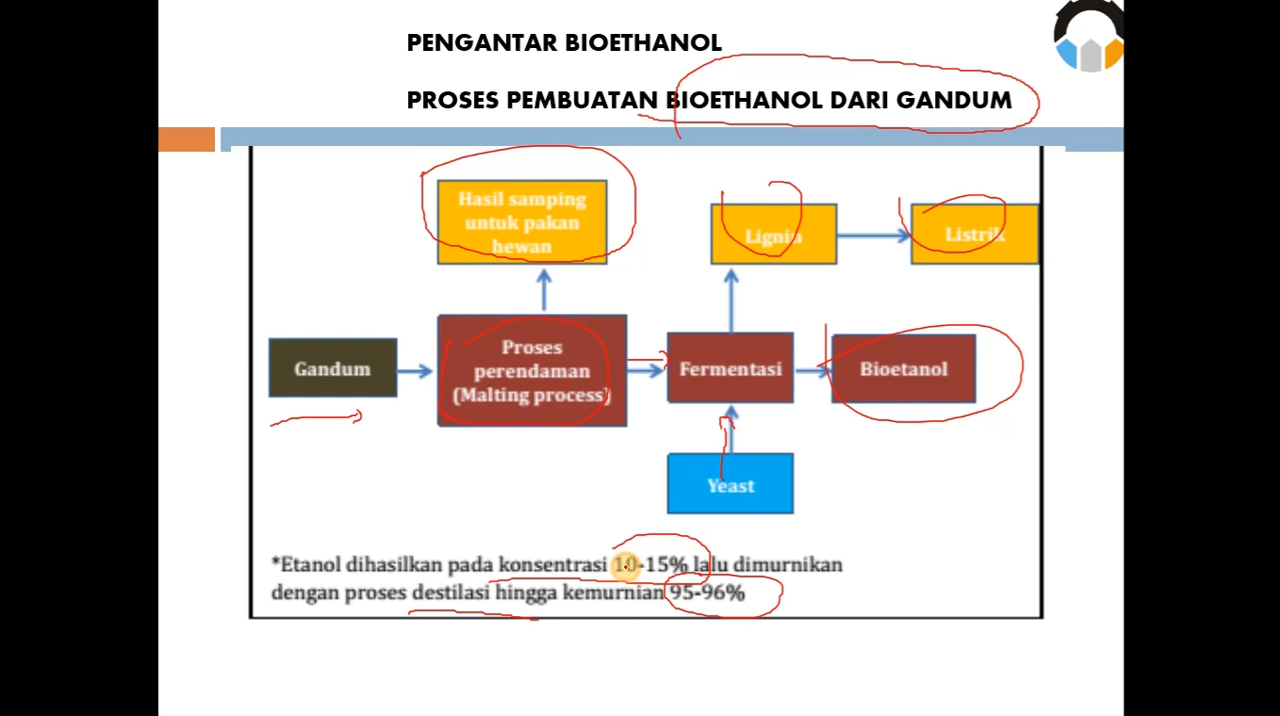 PENGANTAR BIOETHANOL
PROSES PEMBUATAN BIOETHANOL DARI GANDUM
Hasil samping
untuk pakan
hewan
Lignin
Listrik
Gandum
Proses
perendaman
(Malting process)
Fermentasi
Bioetanol
Yeast
*Etanol dihasilkan pada konsentrasi 10-15% lalu dimurnikan
dengan proses destilasi hingga kemurnian 95-96%